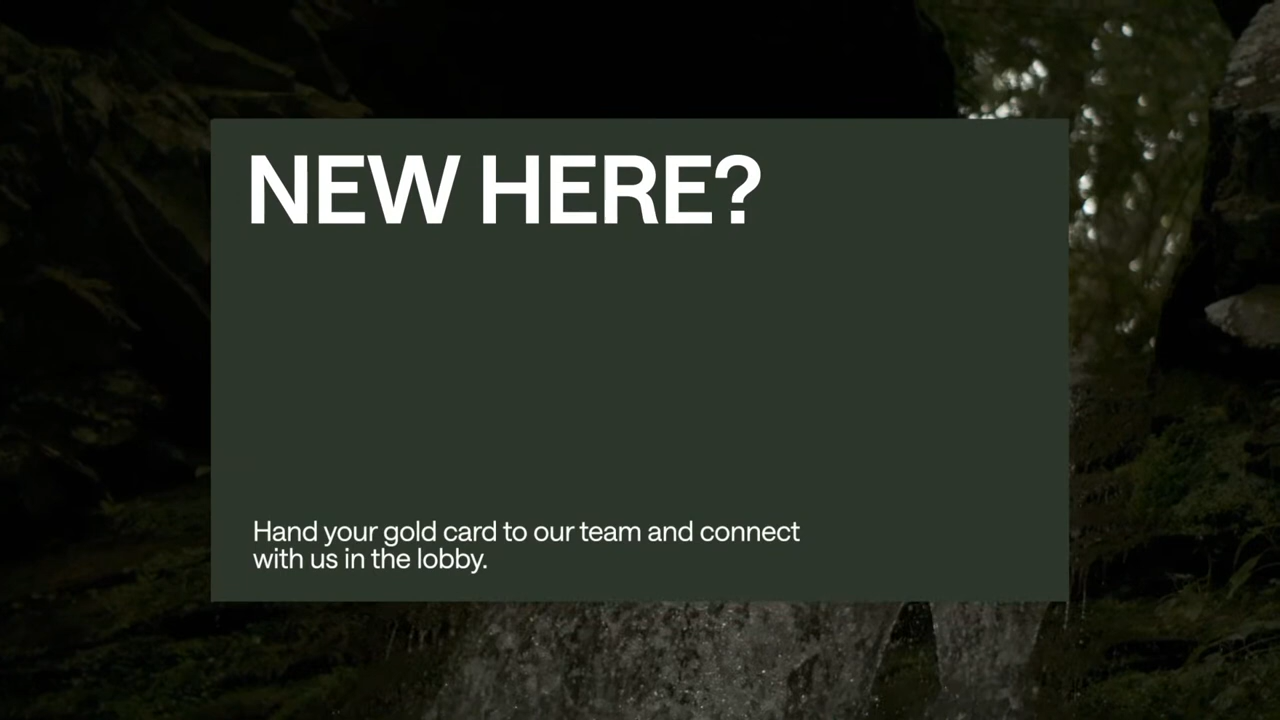 NEW HERE?
Hand your gold card to our team and connect
with us in the lobby.